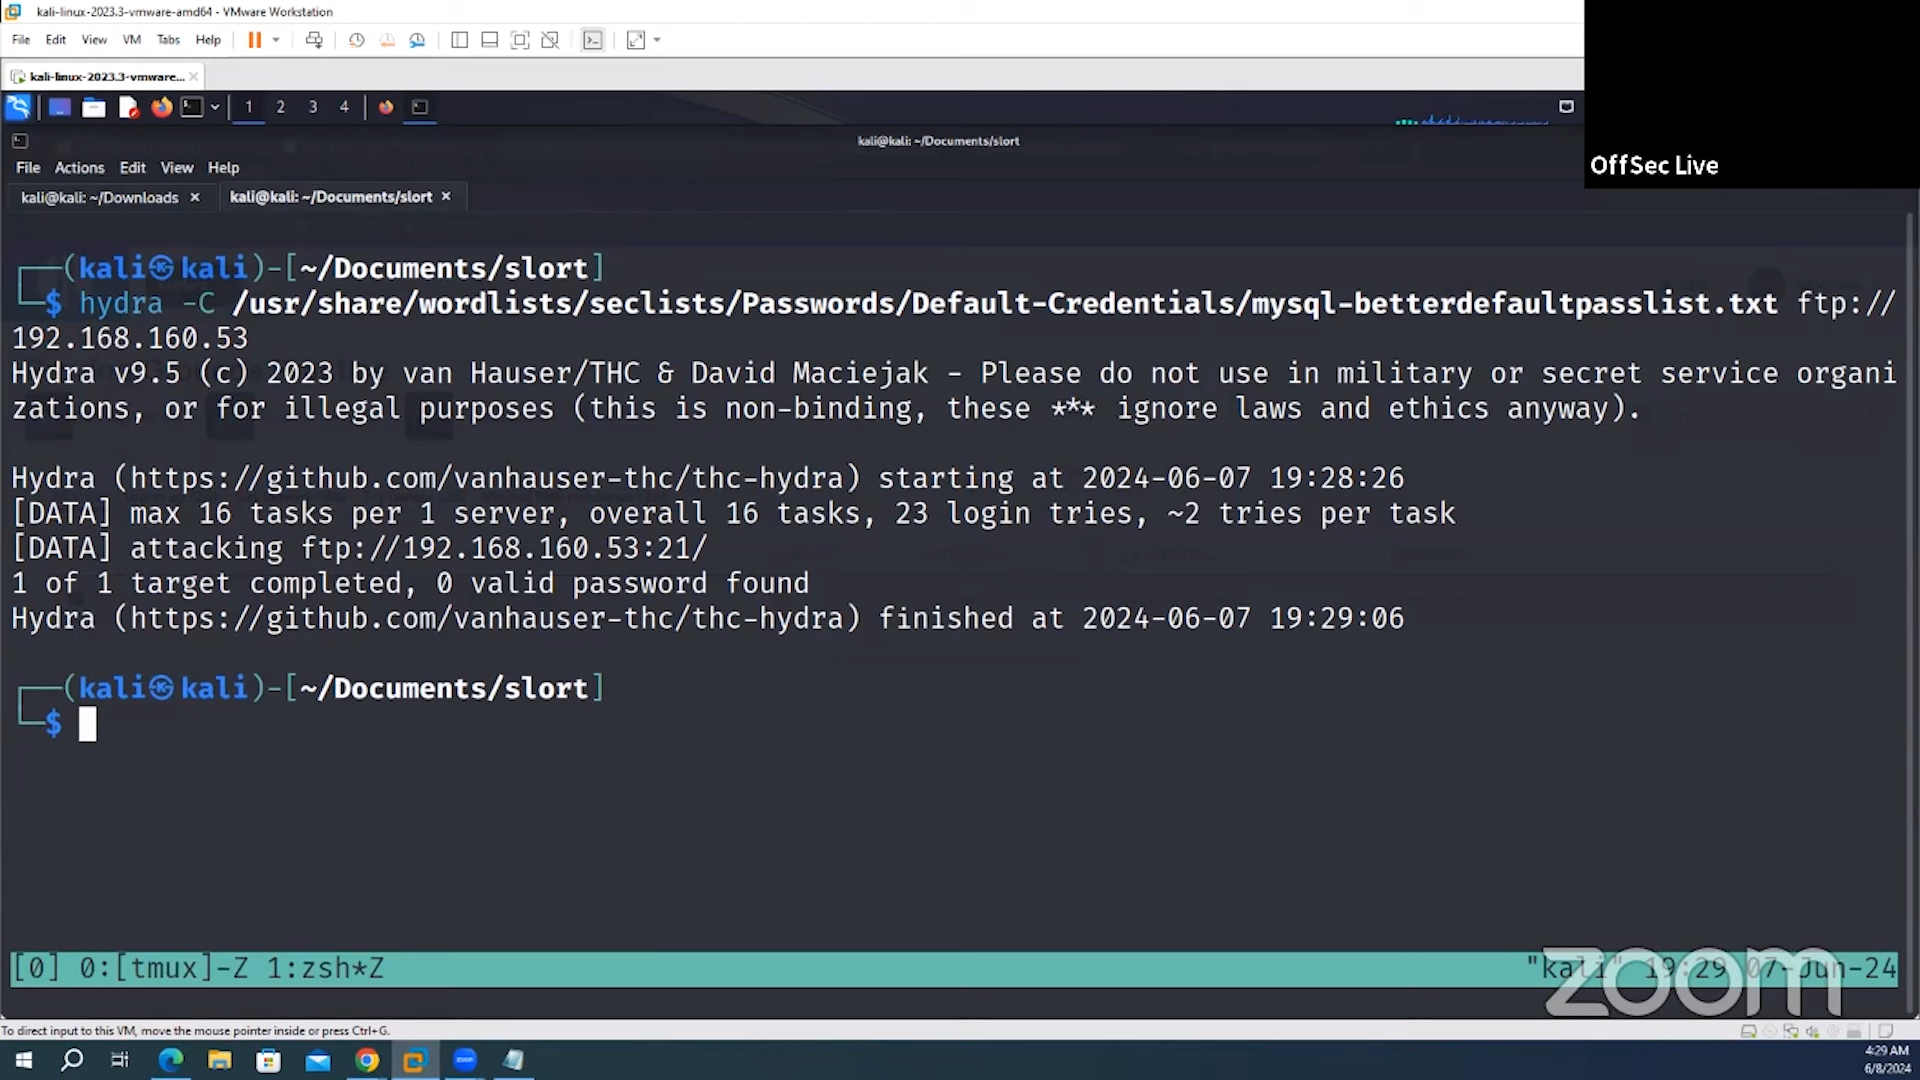 kali-linux-2023.3-vmware-amd64 - VMware Workstation
File Edit View VM Tabs Help
kali-linux-2023.3-vmware...
1 2 3 4
kali@kali: ~/Documents/slort
OffSec Live
File Actions Edit View Help
kali@kali: ~/Downloads × kali@kali: ~/Documents/slort ×
┌──(kali㉿kali)-[~/Documents/slort]
└─$ hydra -C /usr/share/wordlists/seclists/Passwords/Default-Credentials/mysql-betterdefaultpasslist.txt ftp://
192.168.160.53
Hydra v9.5 (c) 2023 by van Hauser/THC & David Maciejak - Please do not use in military or secret service organi
zations, or for illegal purposes (this is non-binding, these *** ignore laws and ethics anyway).
Hydra (https://github.com/vanhauser-thc/thc-hydra) starting at 2024-06-07 19:28:26
[DATA] max 16 tasks per 1 server, overall 16 tasks, 23 login tries, ~2 tries per task
[DATA] attacking ftp://192.168.160.53:21/
1 of 1 target completed, 0 valid password found
Hydra (https://github.com/vanhauser-thc/thc-hydra) finished at 2024-06-07 19:29:06
┌──(kali㉿kali)-[~/Documents/slort]
└─$
[0] 0:[tmux]-Z 1:zsh*Z "kali" 19:29 07-Jun-24
zoom
To direct input to this VM, move the mouse pointer inside or press Ctrl+G.
zoom
4:29 AM
6/8/2024